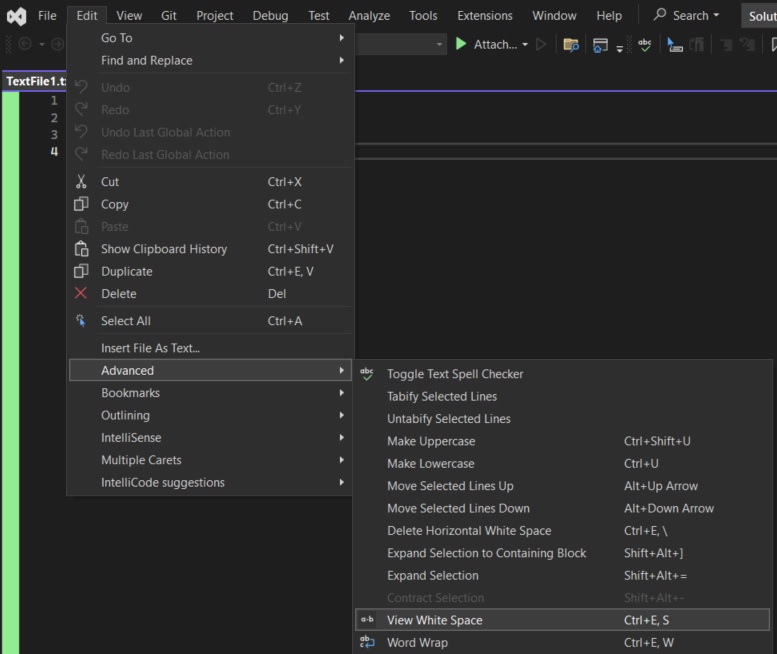 File Edit View Git Project Debug Test Analyze Tools Extensions Window Help Search Solut
Attach...
TextFile1.t
1
2
3
4
Go To
Find and Replace
Undo Ctrl+Z
Redo Ctrl+Y
Undo Last Global Action
Redo Last Global Action
Cut Ctrl+X
Copy Ctrl+C
Paste Ctrl+V
Show Clipboard History Ctrl+Shift+V
Duplicate Ctrl+E, V
Delete Del
Select All Ctrl+A
Insert File As Text...
Advanced
Bookmarks
Outlining
IntelliSense
Multiple Carets
IntelliCode suggestions
abc Toggle Text Spell Checker
Tabify Selected Lines
Untabify Selected Lines
Make Uppercase Ctrl+Shift+U
Make Lowercase Ctrl+U
Move Selected Lines Up Alt+Up Arrow
Move Selected Lines Down Alt+Down Arrow
Delete Horizontal White Space Ctrl+E, \
Expand Selection to Containing Block Shift+Alt+]
Expand Selection Shift+Alt+=
Contract Selection Shift+Alt+-
a-b View White Space Ctrl+E, S
Word Wrap Ctrl+E, W